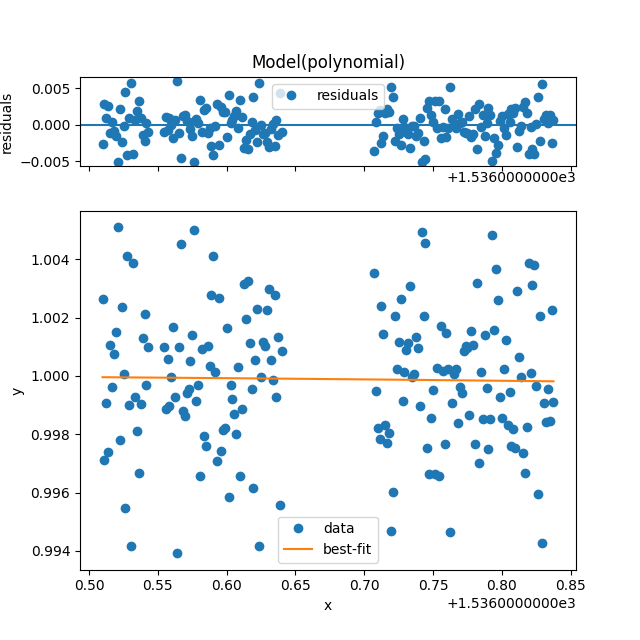 Model(polynomial)
residuals
0.005
0.000
−0.005
residuals
+1.5360000000e3
y
1.004
1.002
1.000
0.998
0.996
0.994
data
best-fit
0.50 0.55 0.60 0.65 0.70 0.75 0.80 0.85
x
+1.5360000000e3